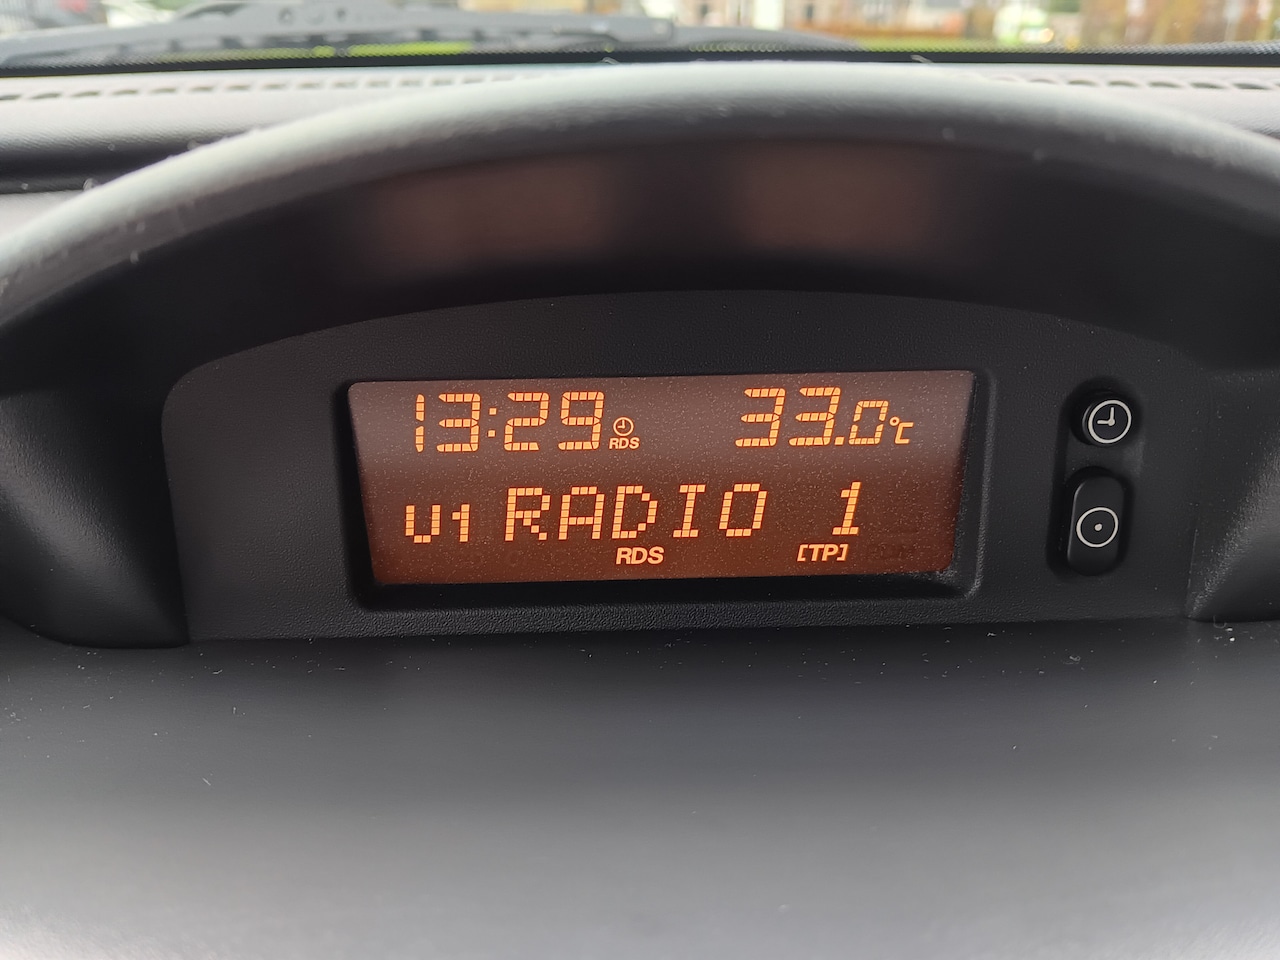 13:29 RDS 33.0°C
U1 RADIO 1
RDS [TP]